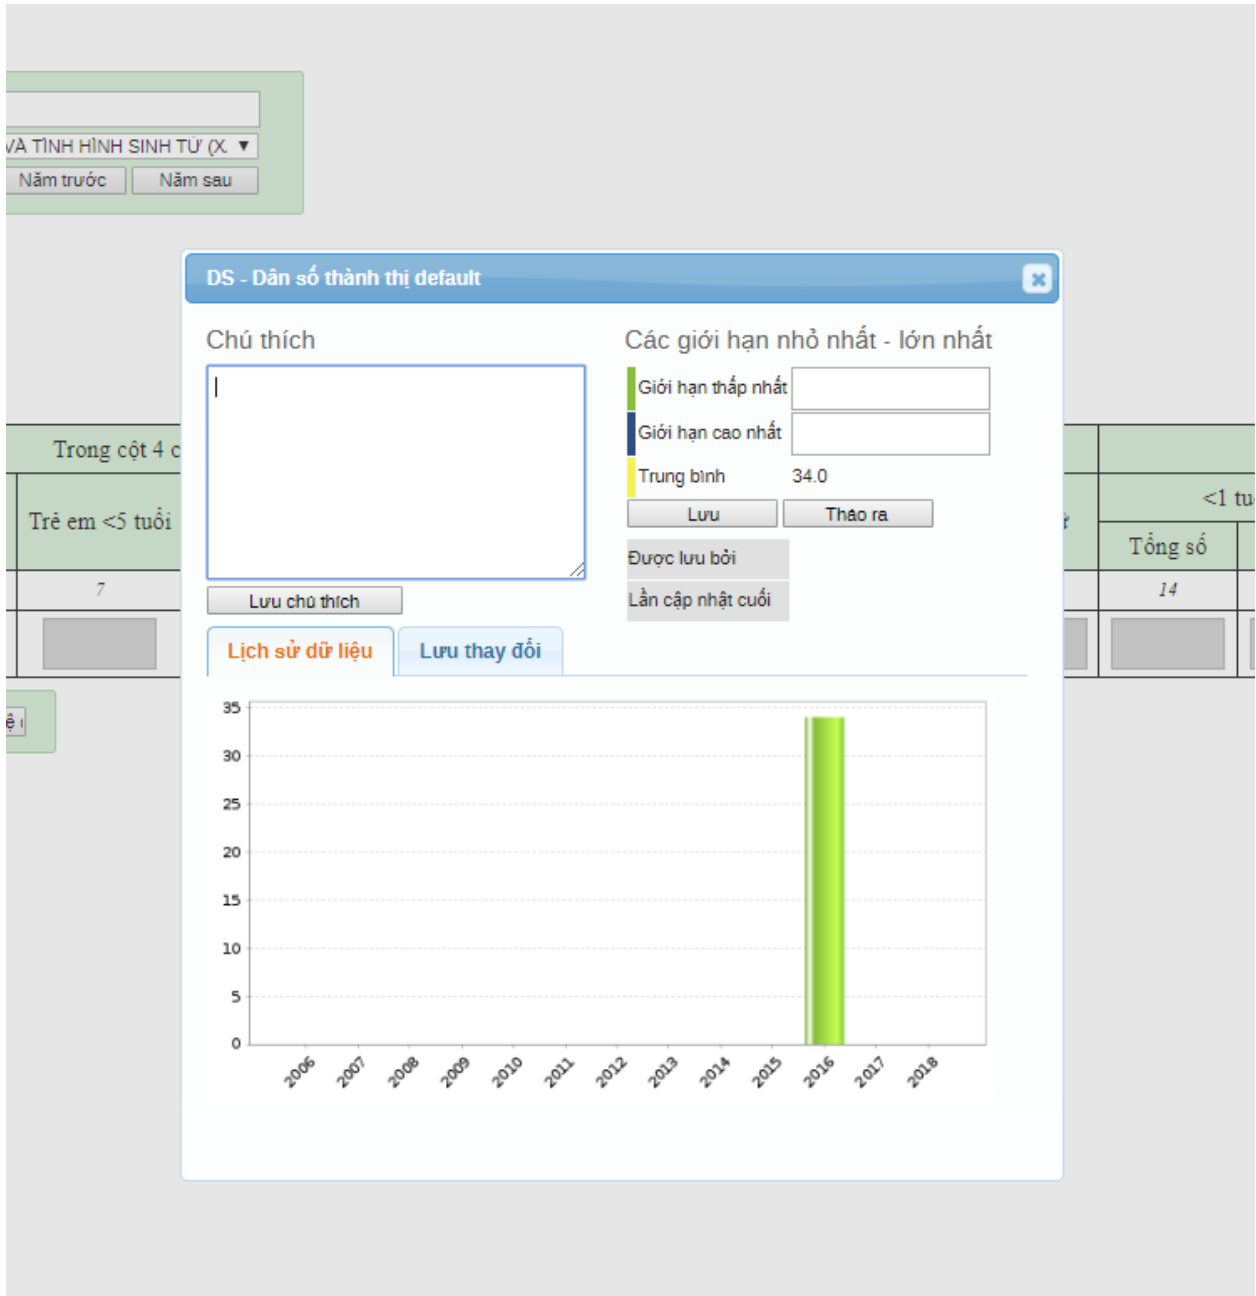 VÀ TÌNH HÌNH SINH TỬ (X.
Năm trước Năm sau
DS - Dân số thành thị default
Chú thích
Các giới hạn nhỏ nhất - lớn nhất
Giới hạn thấp nhất
Giới hạn cao nhất
Trung bình 34.0
Lưu Tháo ra
Được lưu bởi
Lần cập nhật cuối
Lưu chú thích
Lịch sử dữ liệu Lưu thay đổi
Trong cột 4 c
Trẻ em <5 tuổi
7
<1 tu
Tổng số
14
35
30
25
20
15
10
5
0
2006 2007 2008 2009 2010 2011 2012 2013 2014 2015 2016 2017 2018